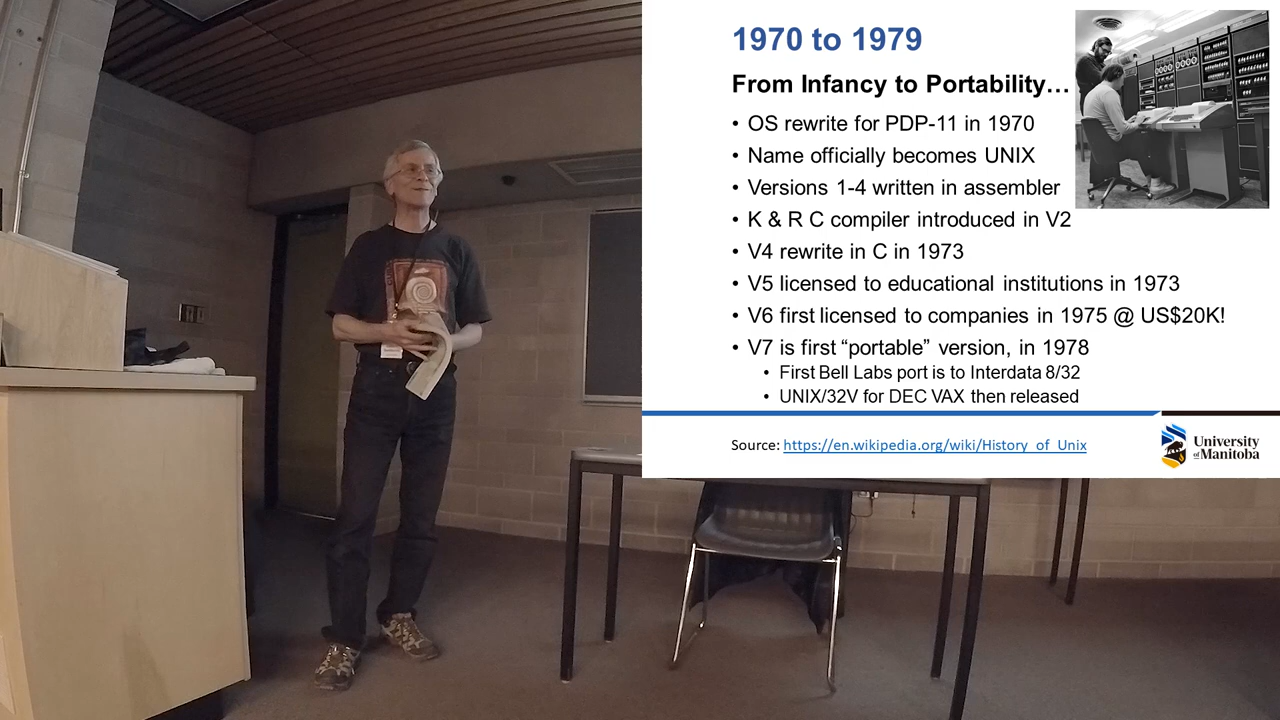 1970 to 1979
From Infancy to Portability…
• OS rewrite for PDP-11 in 1970
• Name officially becomes UNIX
• Versions 1-4 written in assembler
• K & R C compiler introduced in V2
• V4 rewrite in C in 1973
• V5 licensed to educational institutions in 1973
• V6 first licensed to companies in 1975 @ US$20K!
• V7 is first “portable” version, in 1978
• First Bell Labs port is to Interdata 8/32
• UNIX/32V for DEC VAX then released
Source: https://en.wikipedia.org/wiki/History_of_Unix
University
of Manitoba